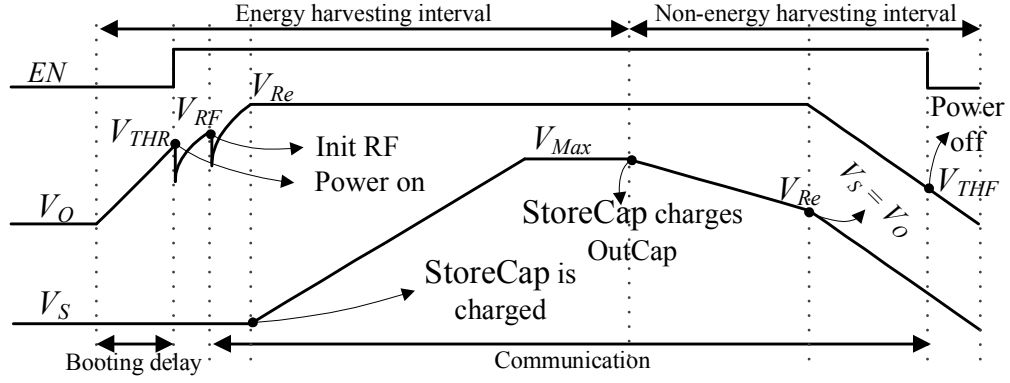 Energy harvesting interval
Non-energy harvesting interval
EN
V_Re
V_RF
V_THR
Init RF
Power on
V_Max
Power
off
V_THF
V_O
V_Re
V_S = V_O
StoreCap charges
OutCap
StoreCap is
charged
V_S
Booting delay
Communication